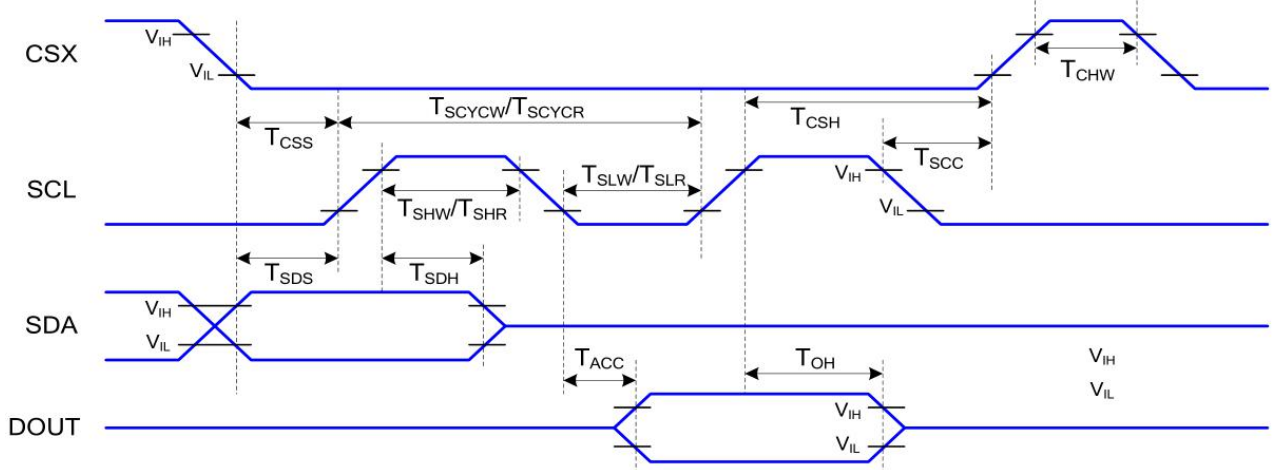 CSX
VIH
VIL
TCHW
TCSS
TSCYCW/TSCYCR
TCSH
TSCC
SCL
TSHW/TSHR
TSLW/TSLR
VIH
VIL
TSDS
TSDH
SDA
VIH
VIL
TACC
TOH
VIH
VIL
DOUT
VIH
VIL